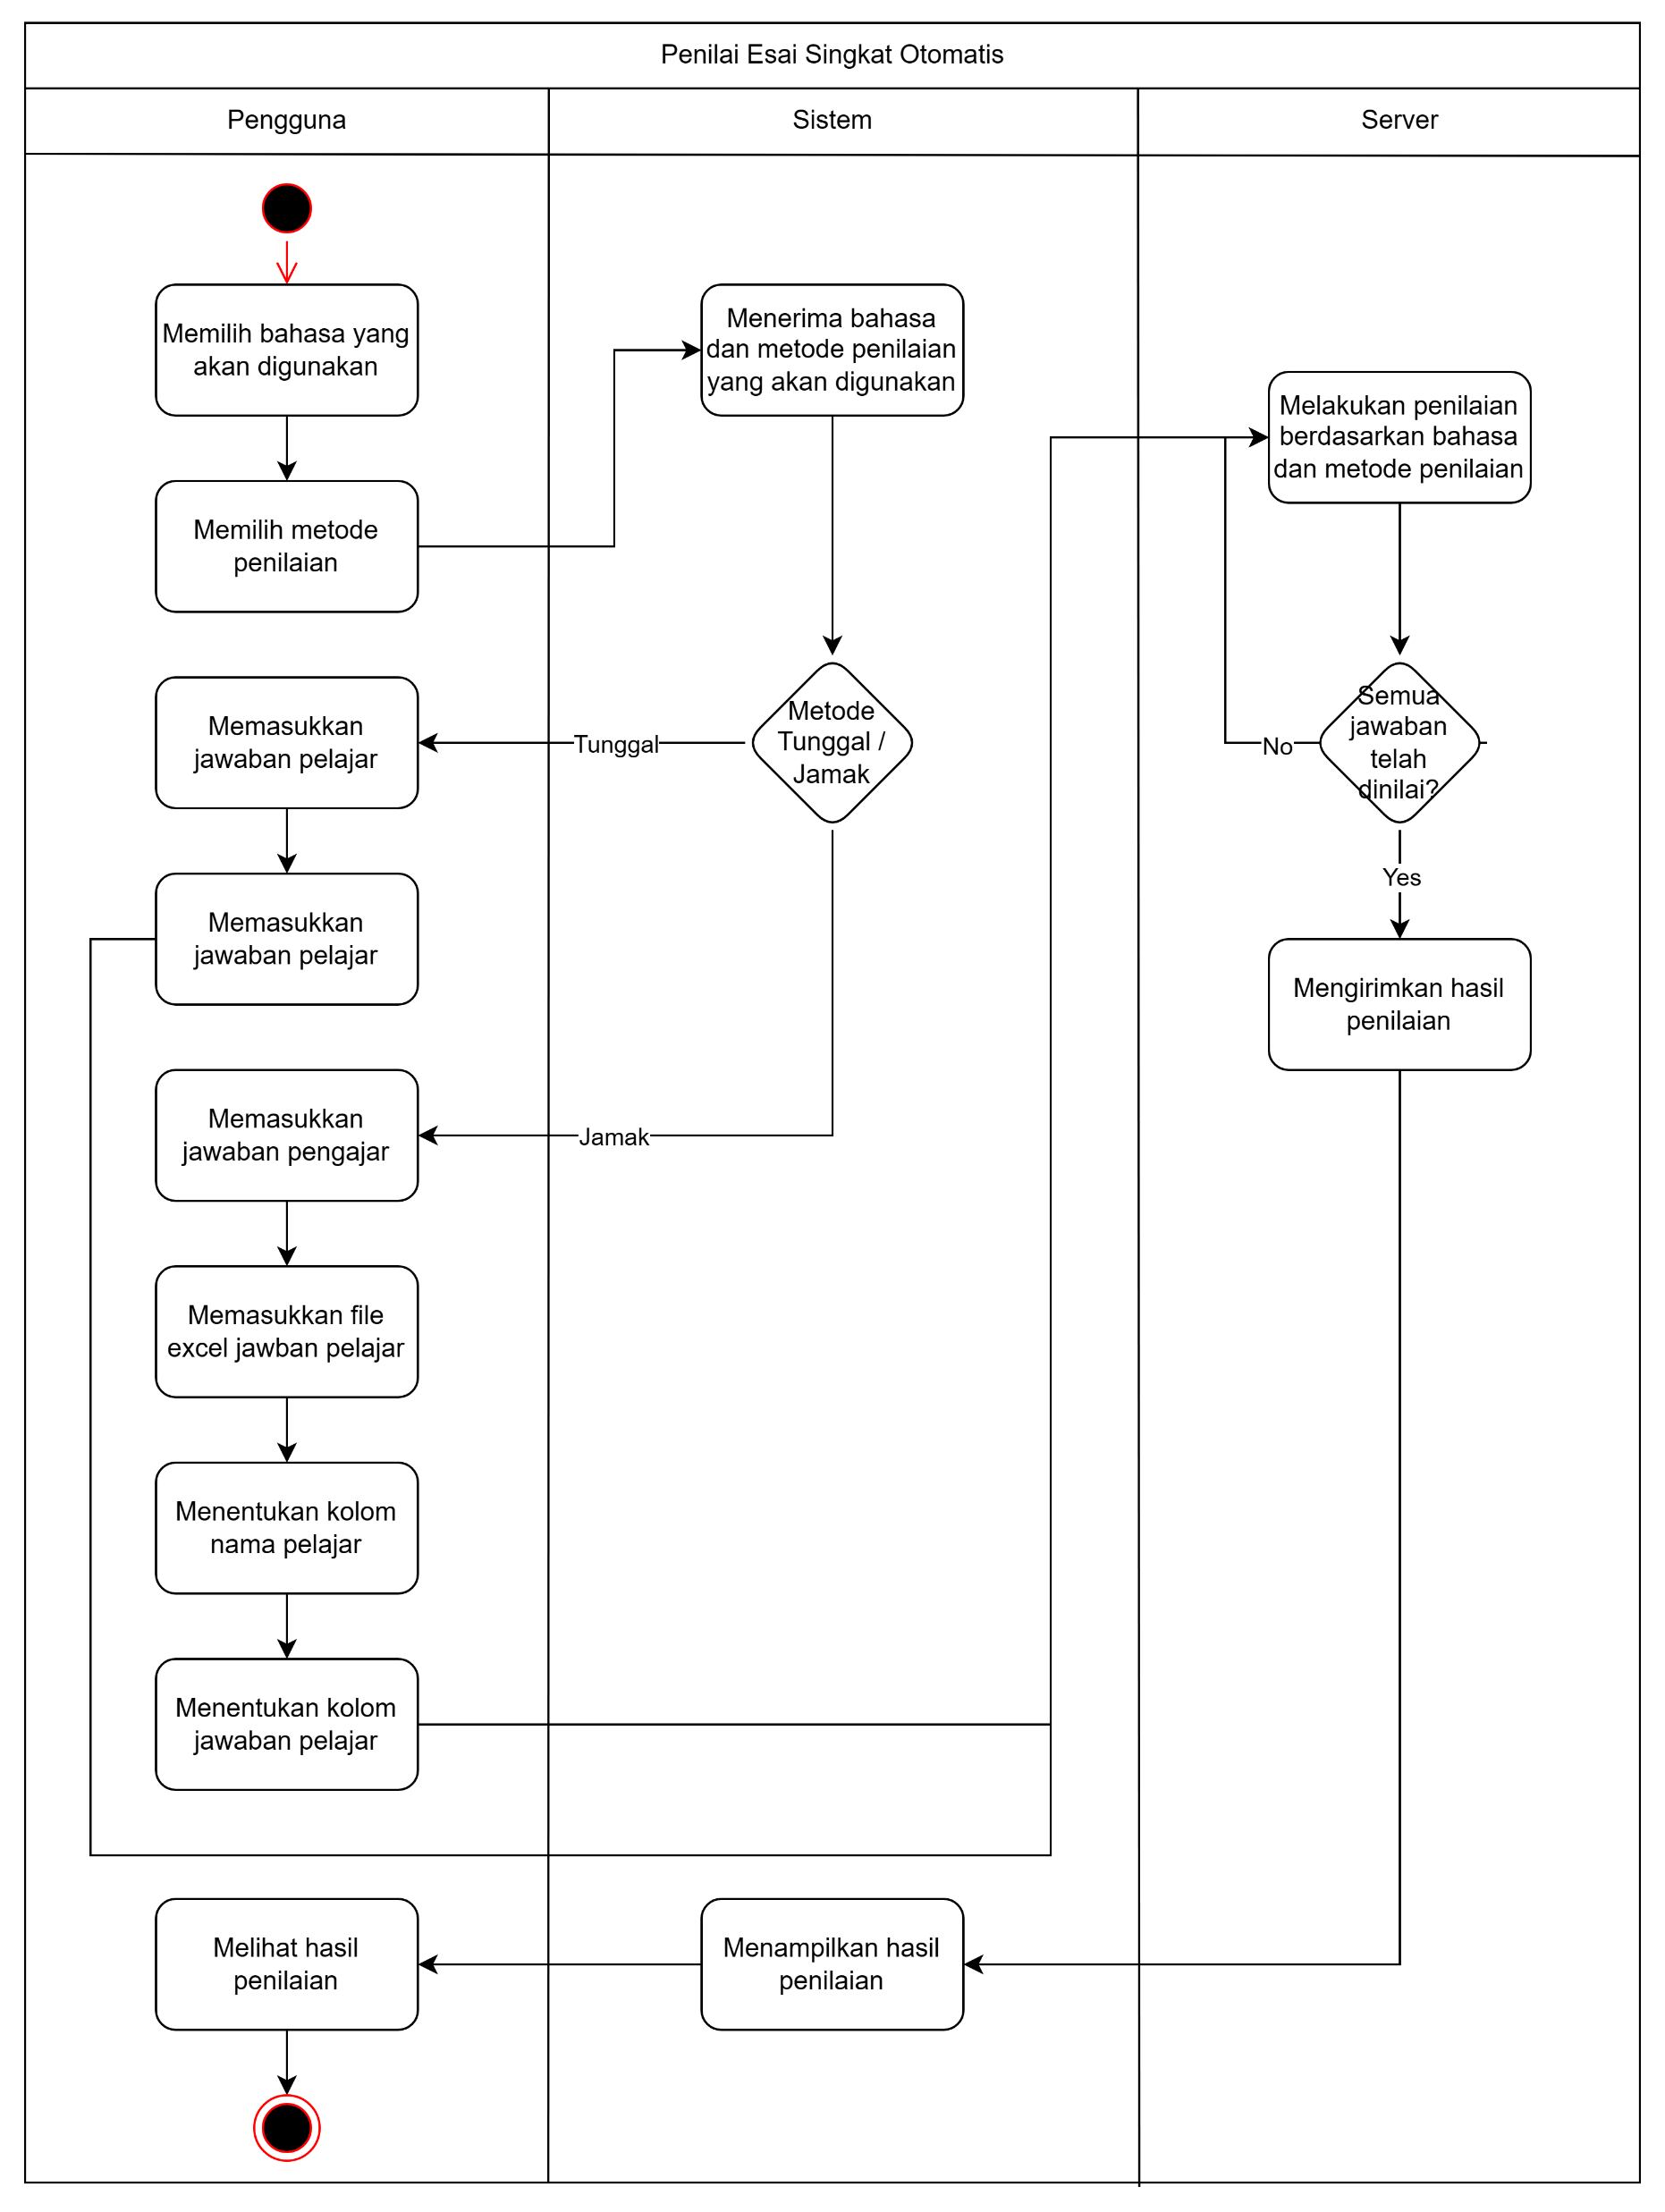 Penilai Esai Singkat Otomatis
Pengguna
Sistem
Server
Memilih bahasa yang
akan digunakan
Menerima bahasa
dan metode penilaian
yang akan digunakan
Melakukan penilaian
berdasarkan bahasa
dan metode penilaian
Memilih metode
penilaian
Memasukkan
jawaban pelajar
Tunggal
Metode
Tunggal /
Jamak
No
Semua
jawaban
telah
dinilai?
Yes
Memasukkan
jawaban pelajar
Mengirimkan hasil
penilaian
Memasukkan
jawaban pengajar
Jamak
Memasukkan file
excel jawban pelajar
Menentukan kolom
nama pelajar
Menentukan kolom
jawaban pelajar
Melihat hasil
penilaian
Menampilkan hasil
penilaian